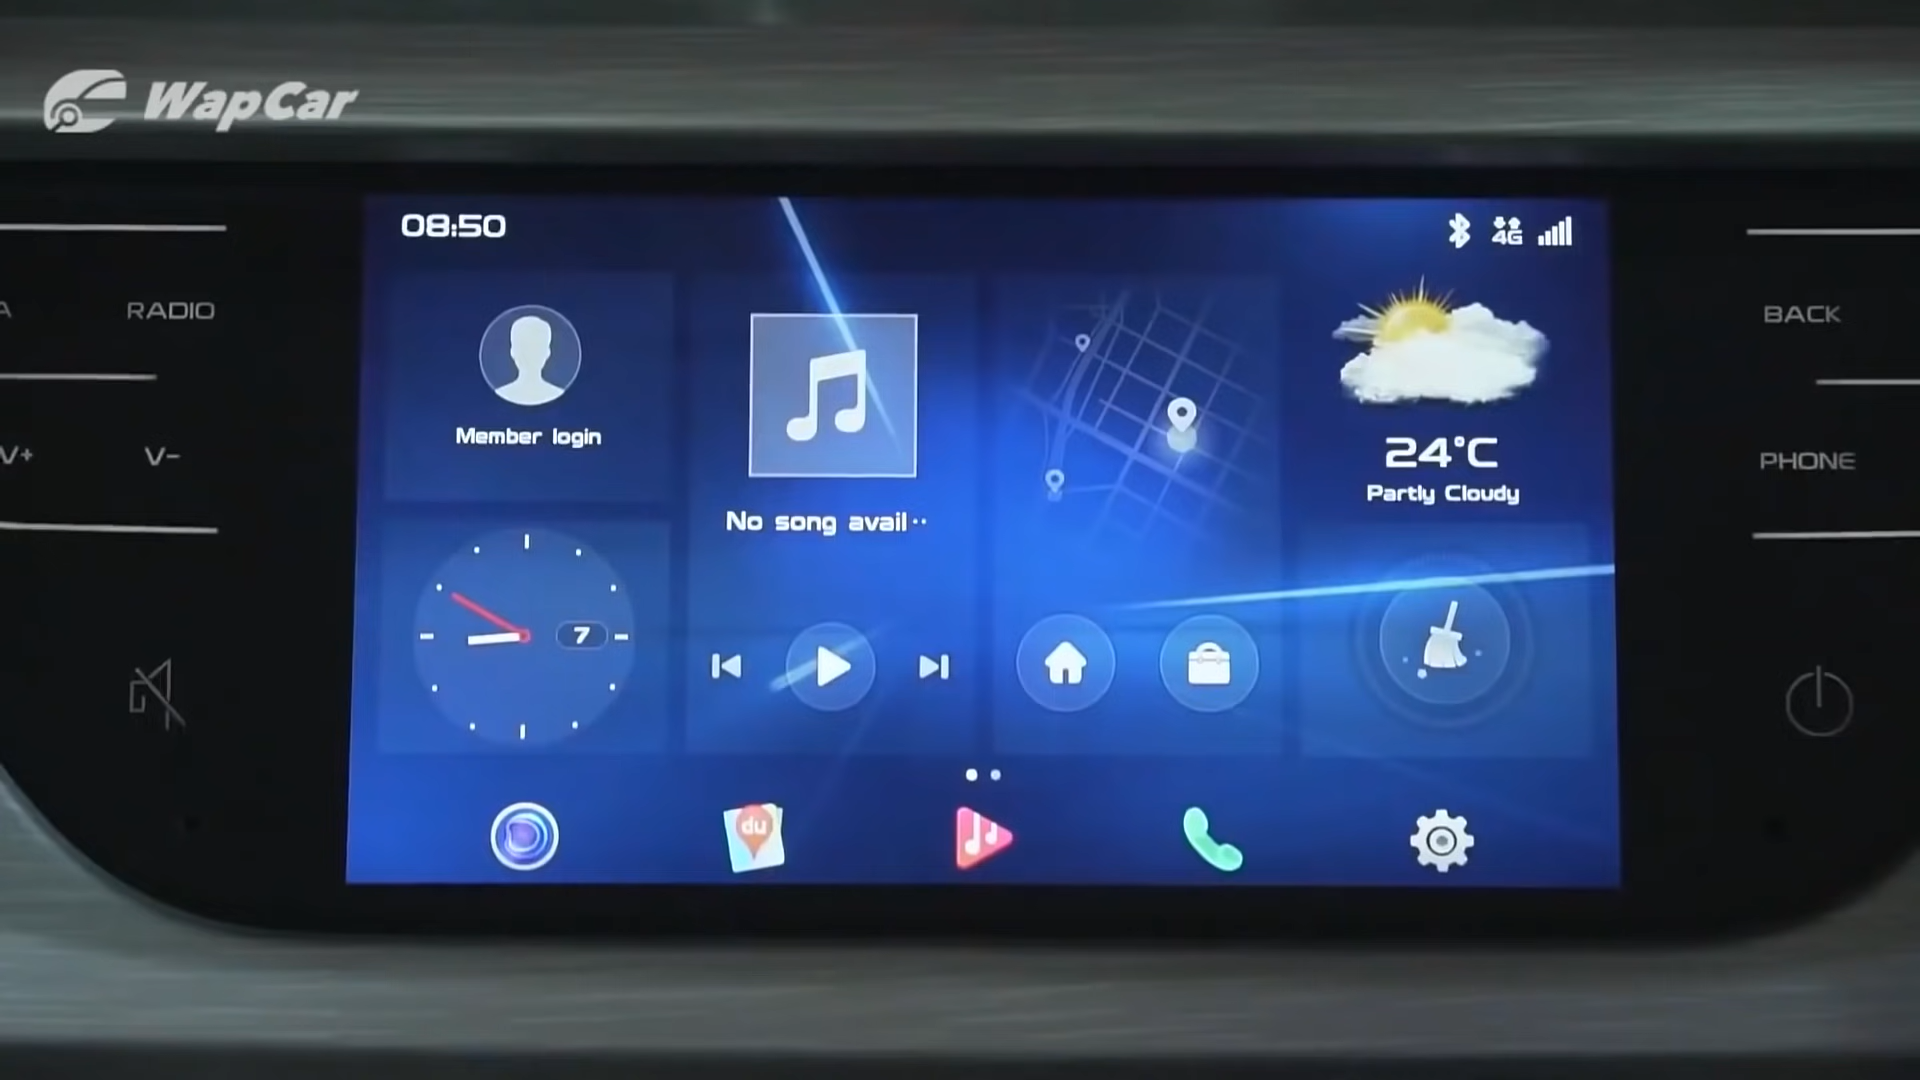 WapCar
08:50
4G
RADIO
BACK
Member login
24°C
PHONE
V+
V-
Partly Cloudy
No song avail··
7
du